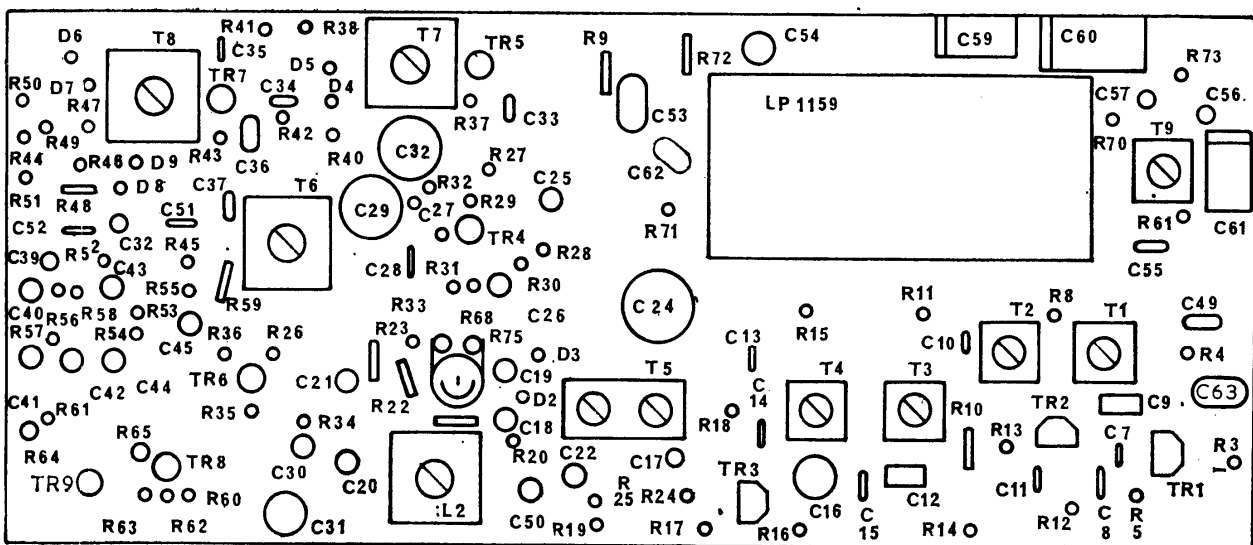 R41 R38 D6 T8 C35 T7 TR5 R9 R72 C54 C59 C60
R73
D5
R50 D7 R47 TR7 C34 D4 LP 1159 C57 C56
R49 R42 R37 C33 C53 T9
R44 R46 D9 R43 C36 R40 C32 R27 C62 R70
R51 D8 C37 T6 R32 C25
R48 C51 C29 C27 R29 R71 R61 C61
C52 C32 R45 TR4 R28 C55
C39 R52 C43 C28 R31
R55 R59 R30
C40 R58 R53 R33 C26 C24 R11 R8 C49
R57 R56 R54 C45 R36 R26 R23 R68 R75 R15 T2 T1
C13 C10 R4
D3
C42 C44 TR6 C21 C19 T5 C 14 T4 T3 C63
C41 R61 R35 R22 D2 R18 R10 TR2 C9
R34 C18 R13 C7 R3
R65 R20 C22 C17
R64 TR8 C30 C20 TR3 C11 TR1
TR9 R60 L2 R 25 R24 C16 C12
C50 C 15 R12 C 8 R 5
R63 R62 C31 R19 R17 R16 R14